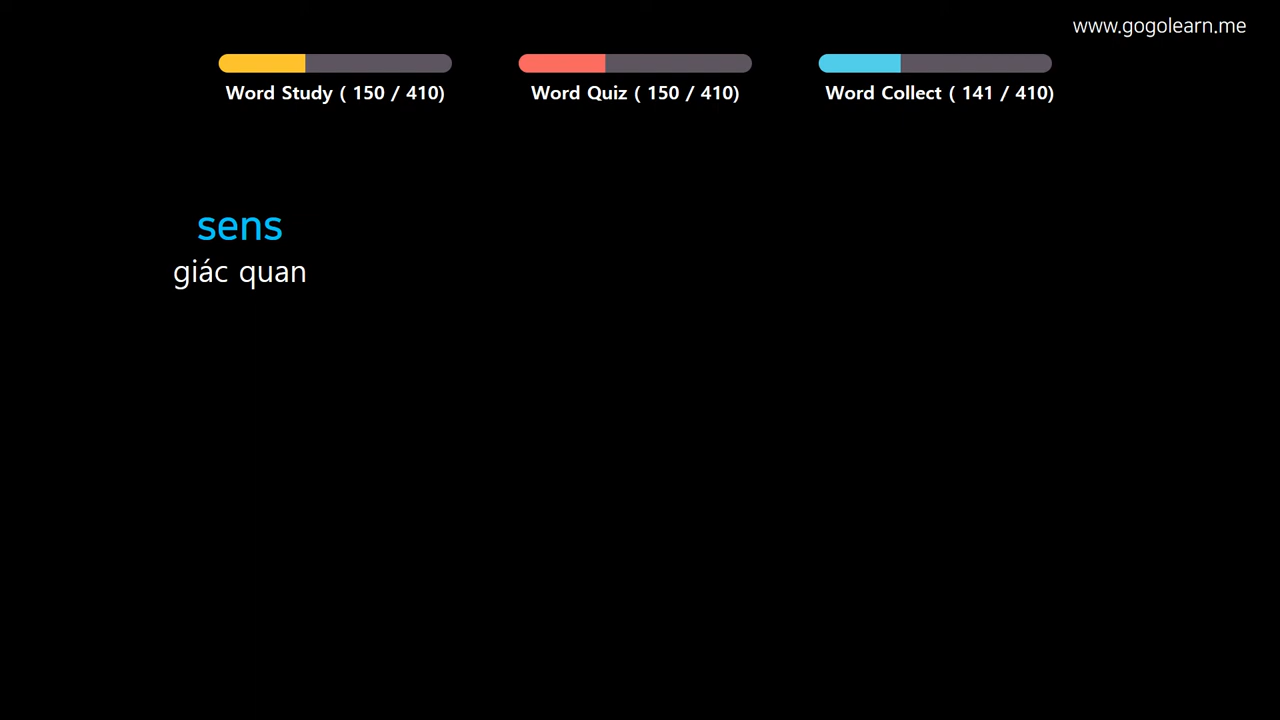 www.gogolearn.me
Word Study ( 150 / 410)
Word Quiz ( 150 / 410)
Word Collect ( 141 / 410)
sens
giác quan